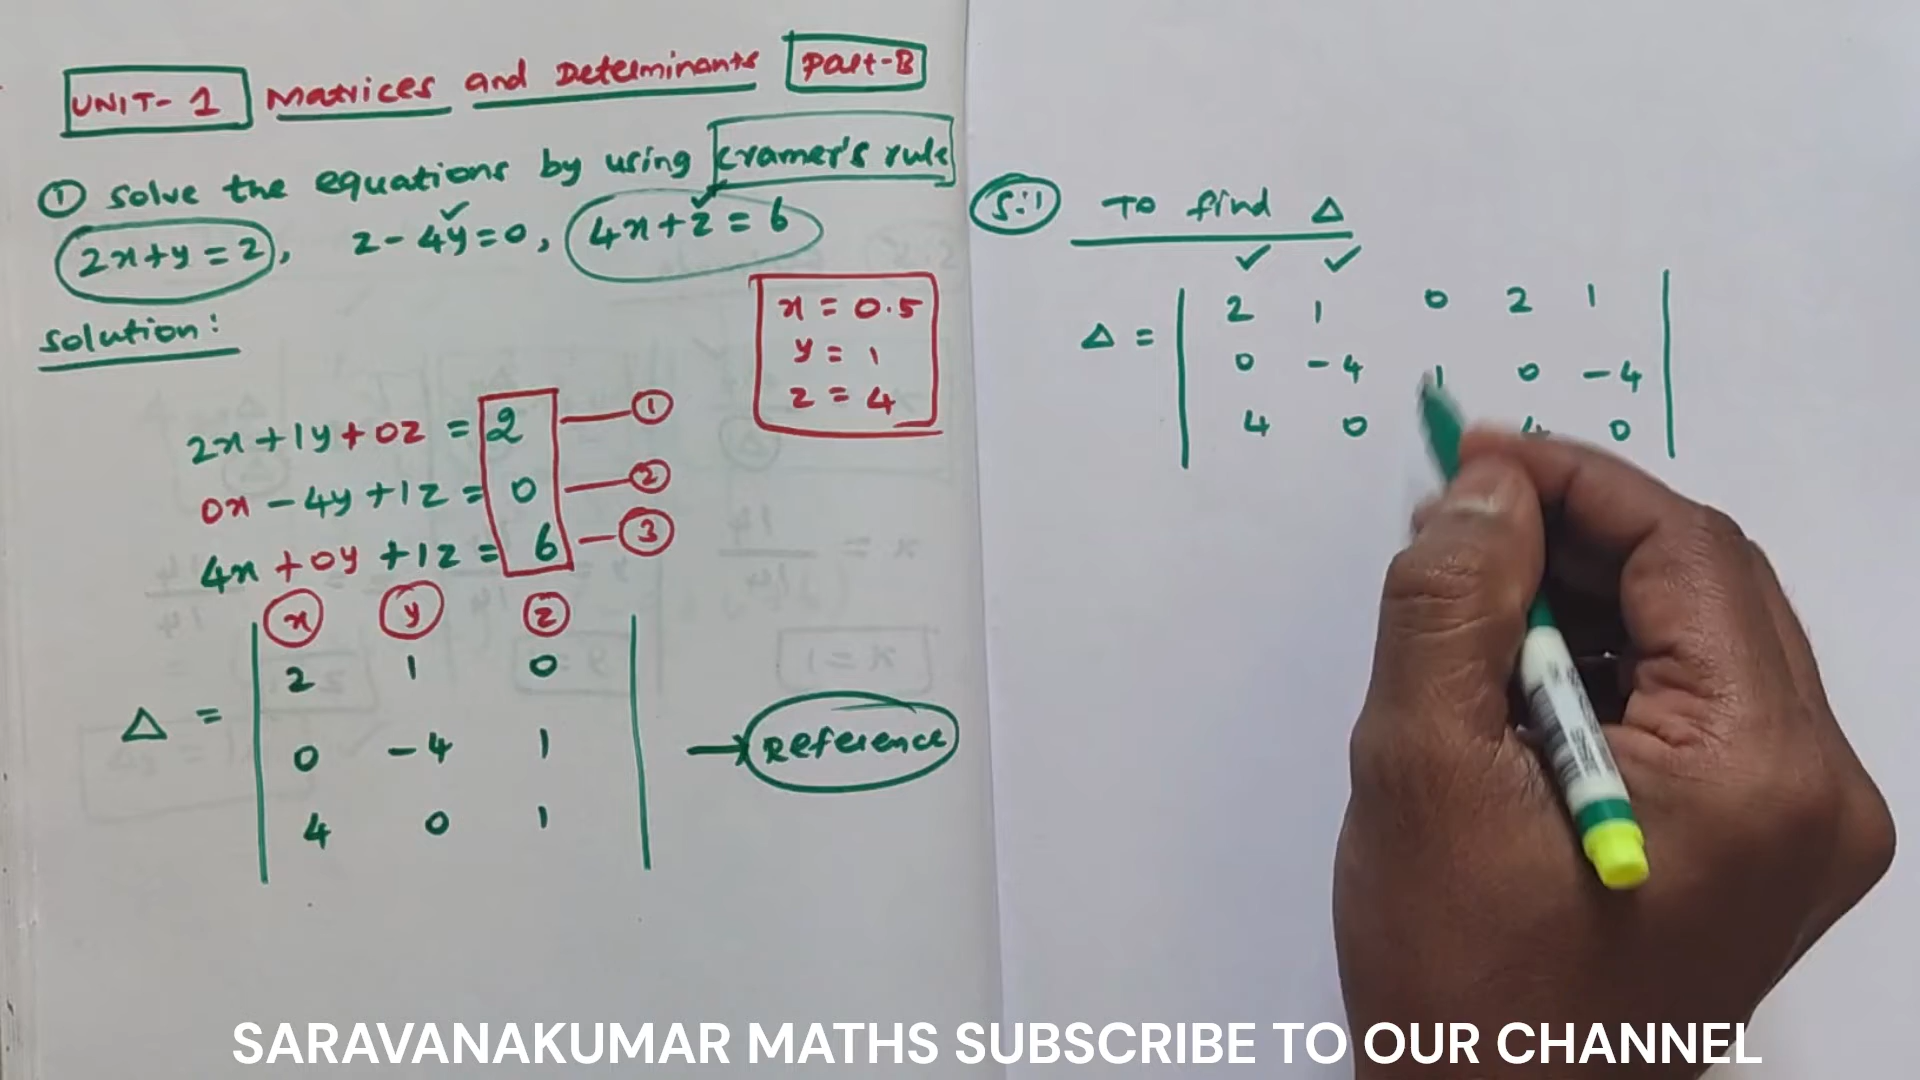 UNIT-1 Matrices and Determinants Part-B
① Solve the equations by using Cramer's rule
2x+y=2, z-4y=0, 4x+z=6
Solution:
x = 0.5
y = 1
z = 4
2x+1y+0z = 2 ①
0x-4y+1z = 0 ②
4x+0y+1z = 6 ③
x y z
2 1 0
Δ =
0 -4 1
4 0 1
→ Reference
S:1 To find Δ
2 1 0 2 1
Δ =
0 -4 1 0 -4
4 0 4 0
SARAVANAKUMAR MATHS SUBSCRIBE TO OUR CHANNEL